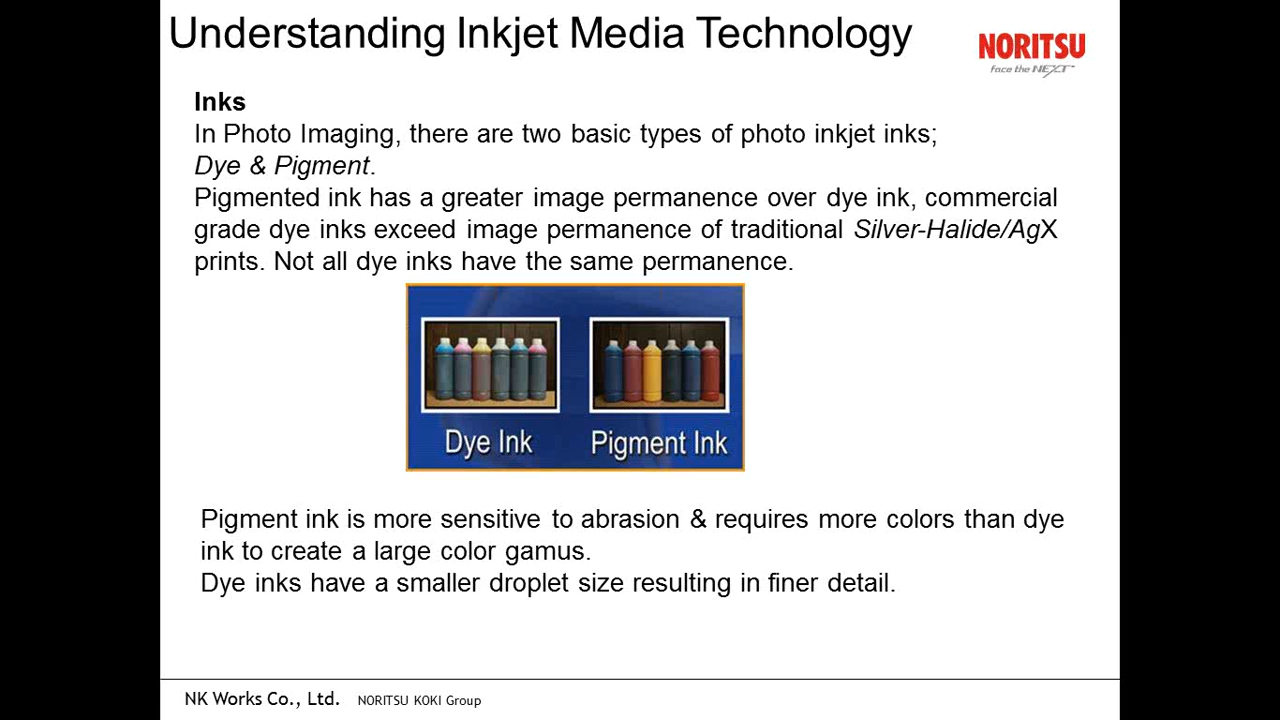 Understanding Inkjet Media Technology
NORITSU
face the NEXT™
Inks
In Photo Imaging, there are two basic types of photo inkjet inks;
Dye & Pigment.
Pigmented ink has a greater image permanence over dye ink, commercial
grade dye inks exceed image permanence of traditional Silver-Halide/AgX
prints. Not all dye inks have the same permanence.
Dye Ink
Pigment Ink
Pigment ink is more sensitive to abrasion & requires more colors than dye
ink to create a large color gamus.
Dye inks have a smaller droplet size resulting in finer detail.
NK Works Co., Ltd. NORITSU KOKI Group